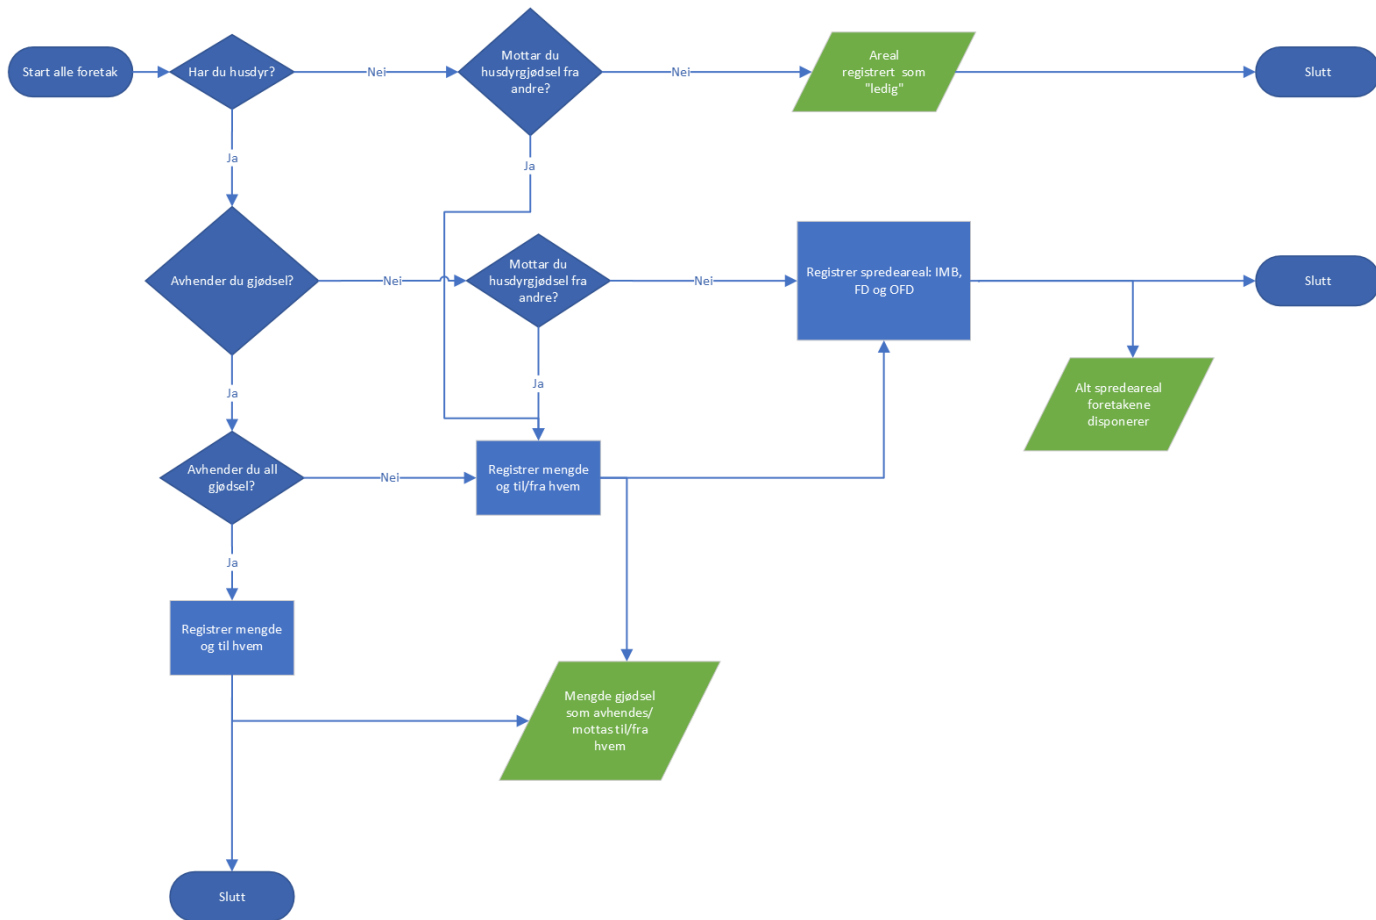 Start alle foretak
Har du husdyr?
Nei
Mottar du
husdyrgjødsel fra
andre?
Nei
Areal
registrert som
"ledig"
Slutt
Ja
Ja
Avhender du gjødsel?
Nei
Mottar du
husdyrgjødsel fra
andre?
Nei
Registrer spredeareal: IMB,
FD og OFD
Slutt
Ja
Ja
Alt spredeareal
foretakene
disponerer
Avhender du all
gjødsel?
Nei
Registrer mengde
og til/fra hvem
Ja
Registrer mengde
og til hvem
Mengde gjødsel
som avhendes/
mottas til/fra
hvem
Slutt